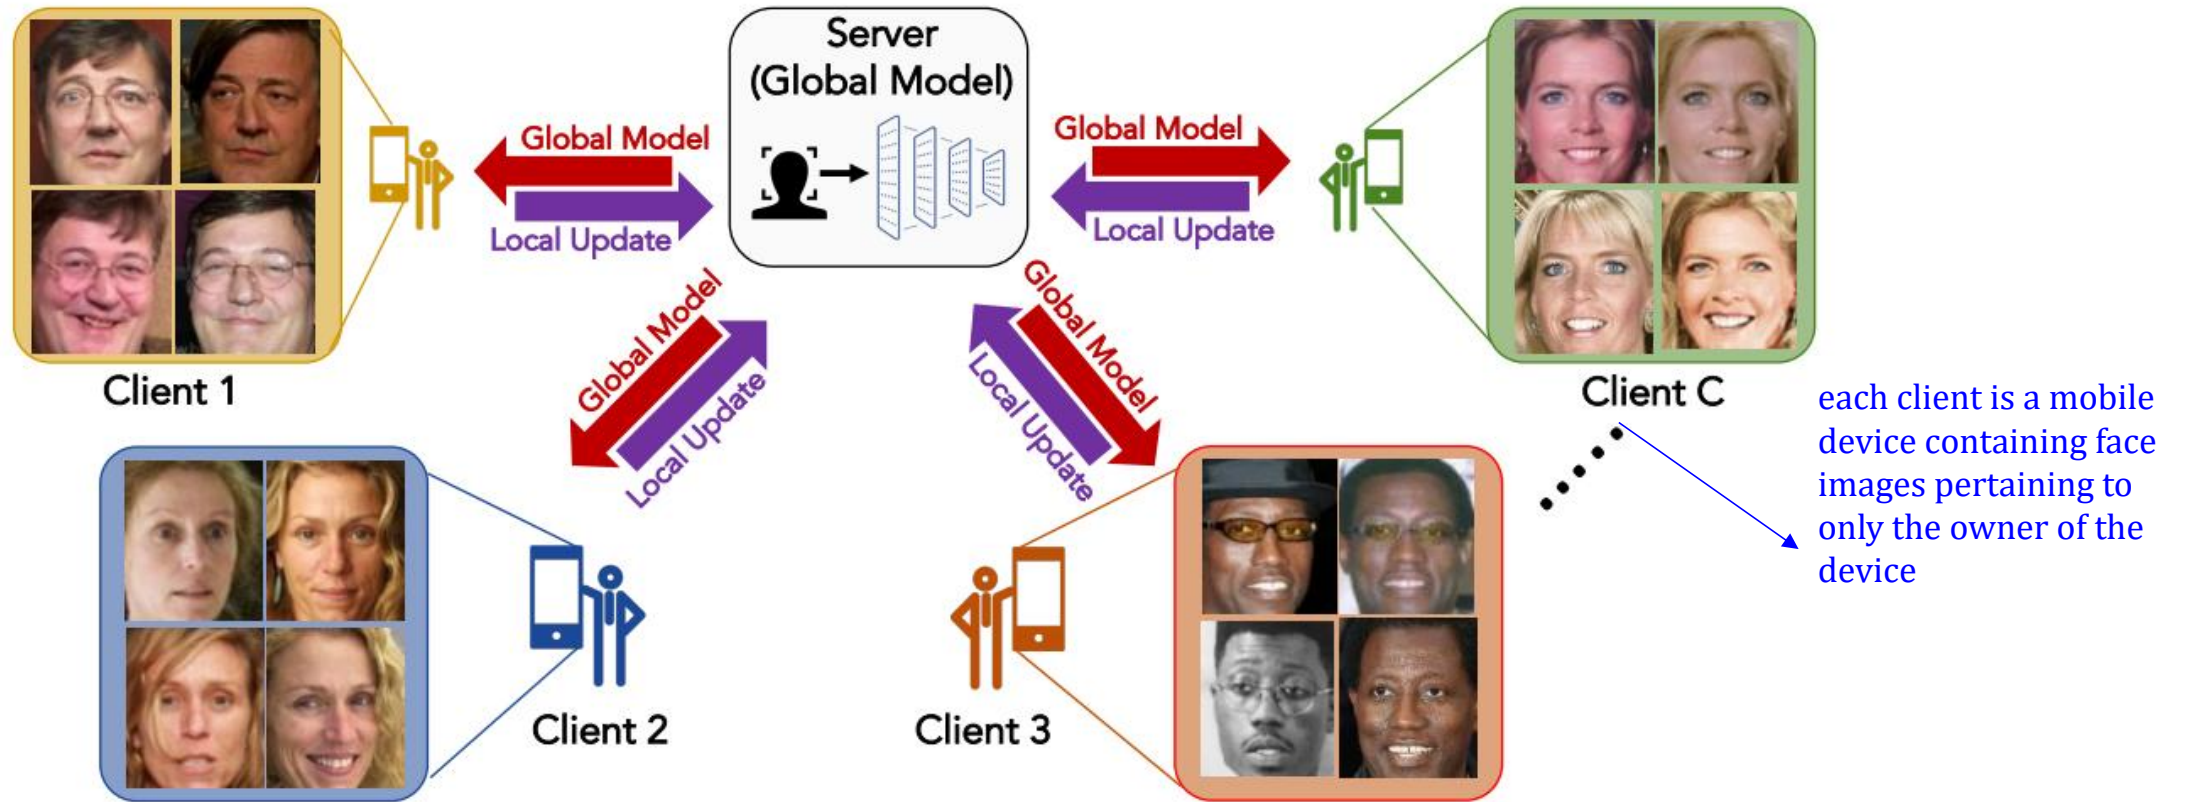 Server
(Global Model)
Global Model
Local Update
Global Model
Local Update
Client 1
Client C
Global Model
Local Update
Global Model
Local Update
each client is a mobile
device containing face
images pertaining to
only the owner of the
device
Client 2
Client 3